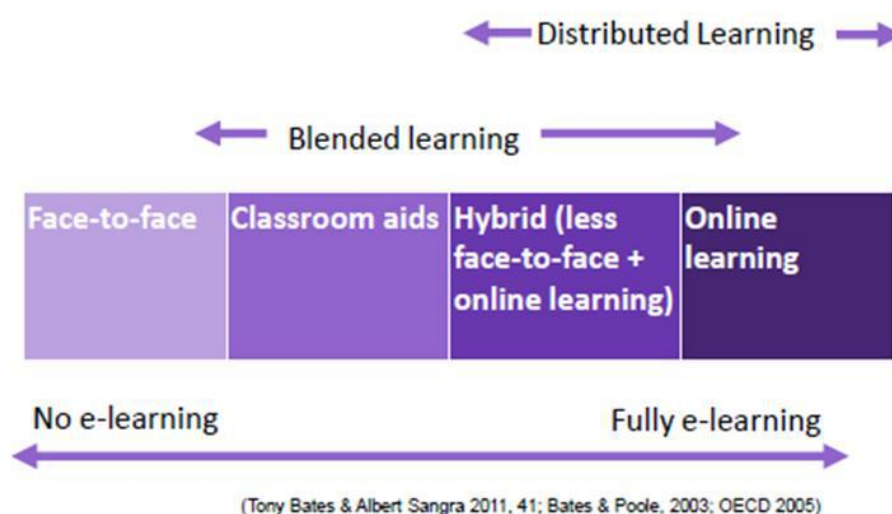 Distributed Learning
Blended learning
Face-to-face
Classroom aids
Hybrid (less
face-to-face +
online learning)
Online
learning
No e-learning
Fully e-learning
(Tony Bates & Albert Sangra 2011, 41; Bates & Poole, 2003; OECD 2005)